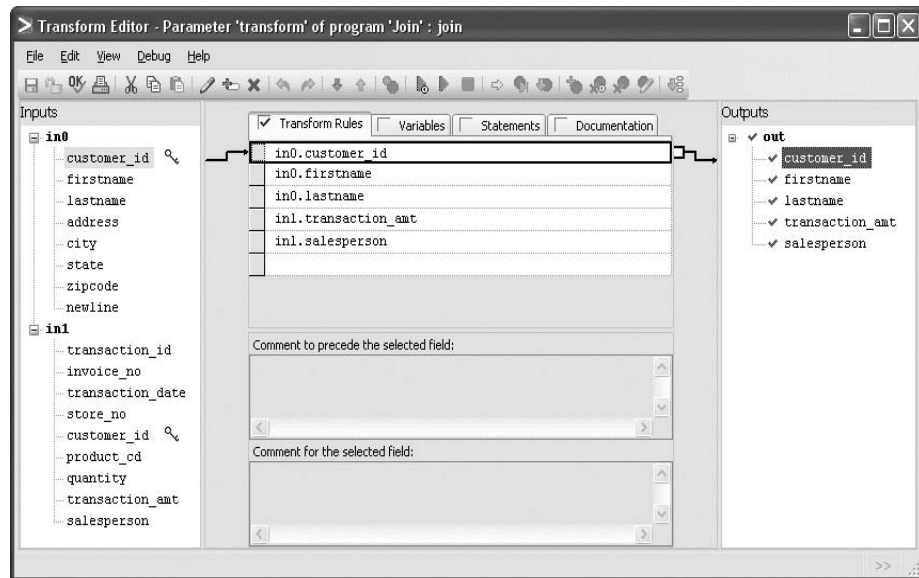 Transform Editor - Parameter 'transform' of program 'Join' : join
File Edit View Debug Help
OK
Inputs
in0
customer_id
firstname
lastname
address
city
state
zipcode
newline
in1
transaction_id
invoice_no
transaction_date
store_no
customer_id
product_cd
quantity
transaction_amt
salesperson
Transform Rules Variables Statements Documentation
in0.customer_id
in0.firstname
in0.lastname
in1.transaction_amt
in1.salesperson
Comment to precede the selected field:
Comment for the selected field:
Outputs
out
customer_id
firstname
lastname
transaction_amt
salesperson
>>